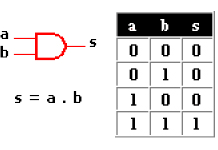 a
b
s
s = a . b
a b s
0 0 0
0 1 0
1 0 0
1 1 1